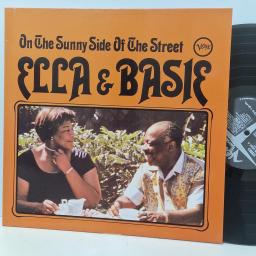 On The Sunny Side Of The Street
Verve
ELLA & BASIE